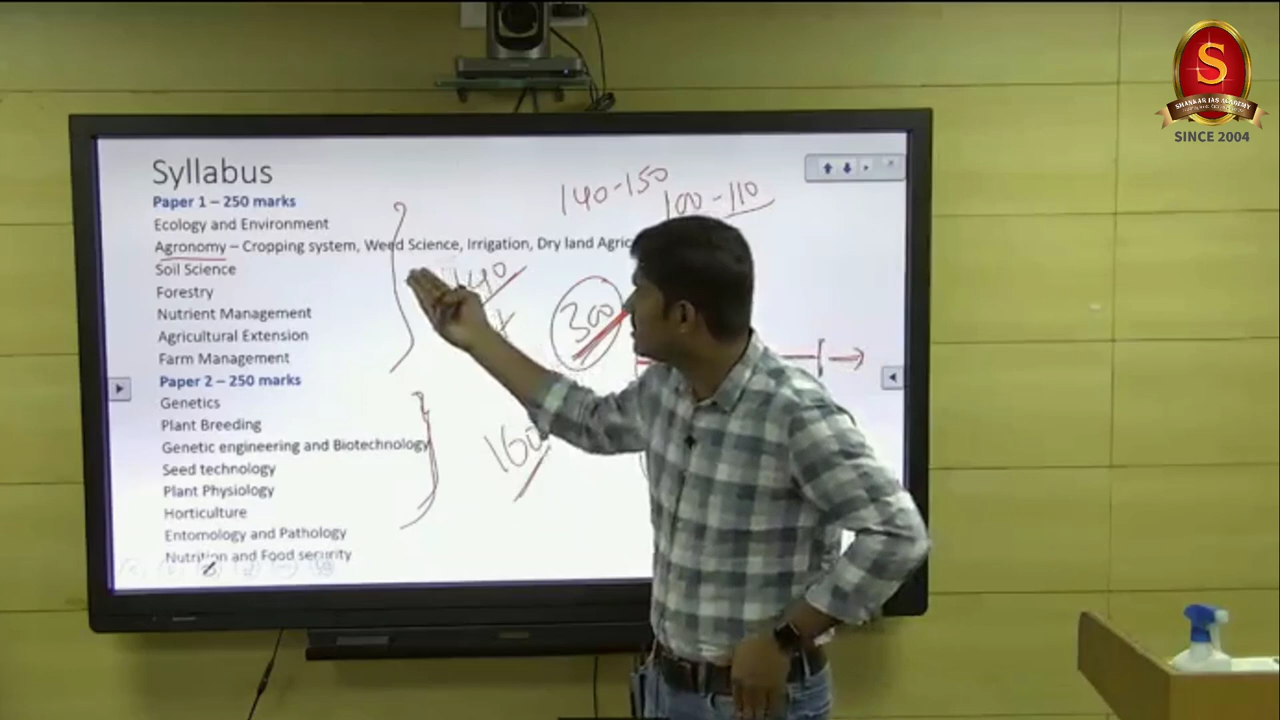 Syllabus
Paper 1 – 250 marks
Ecology and Environment
Agronomy – Cropping system, Weed Science, Irrigation, Dry land Agric
Soil Science
Forestry
Nutrient Management
Agricultural Extension
Farm Management
Paper 2 – 250 marks
Genetics
Plant Breeding
Genetic engineering and Biotechnology
Seed technology
Plant Physiology
Horticulture
Entomology and Pathology
Nutrition and Food security
140-150
100-110
140
300
160
S
SHANKAR IAS ACADEMY
SINCE 2004